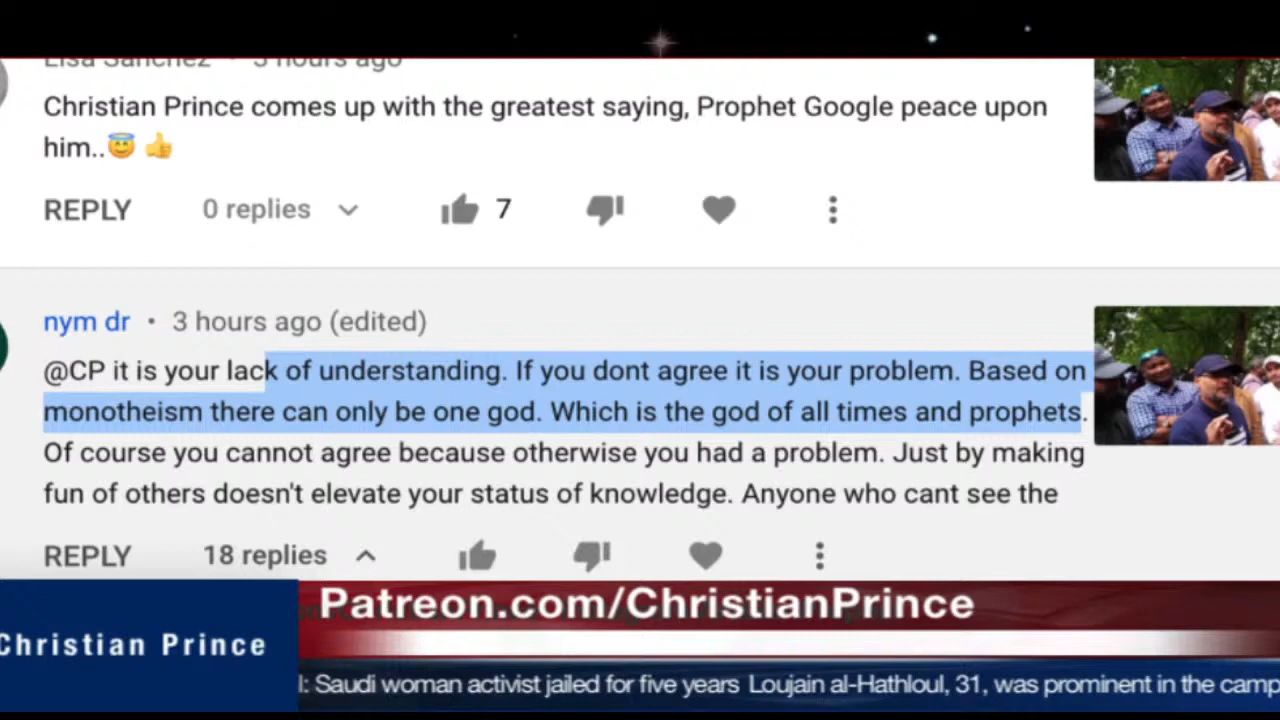 Lisa Sanchez • 3 hours ago
Christian Prince comes up with the greatest saying, Prophet Google peace upon
him..😇 👍
REPLY 0 replies 7
nym dr • 3 hours ago (edited)
@CP it is your lack of understanding. If you dont agree it is your problem. Based on
monotheism there can only be one god. Which is the god of all times and prophets.
Of course you cannot agree because otherwise you had a problem. Just by making
fun of others doesn't elevate your status of knowledge. Anyone who cant see the
REPLY 18 replies
Patreon.com/ChristianPrince
Christian Prince
l: Saudi woman activist jailed for five years Loujain al-Hathloul, 31, was prominent in the camp